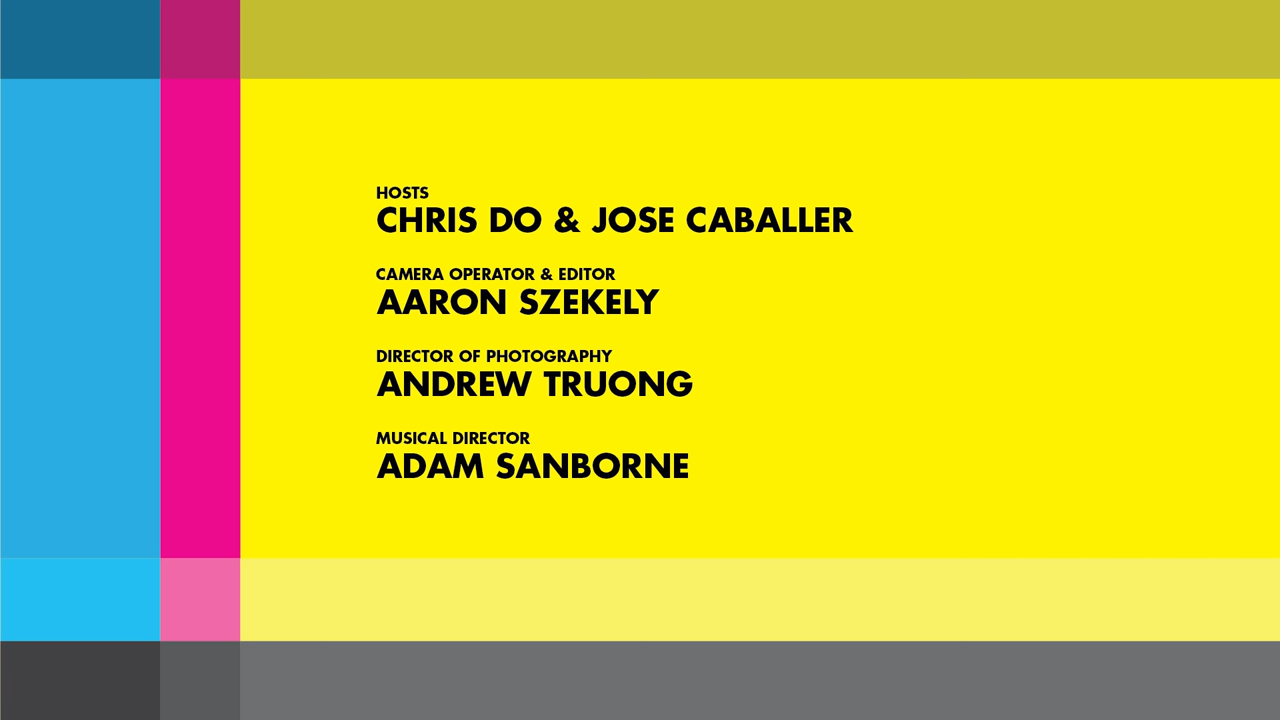 HOSTS
CHRIS DO & JOSE CABALLER
CAMERA OPERATOR & EDITOR
AARON SZEKELY
DIRECTOR OF PHOTOGRAPHY
ANDREW TRUONG
MUSICAL DIRECTOR
ADAM SANBORNE